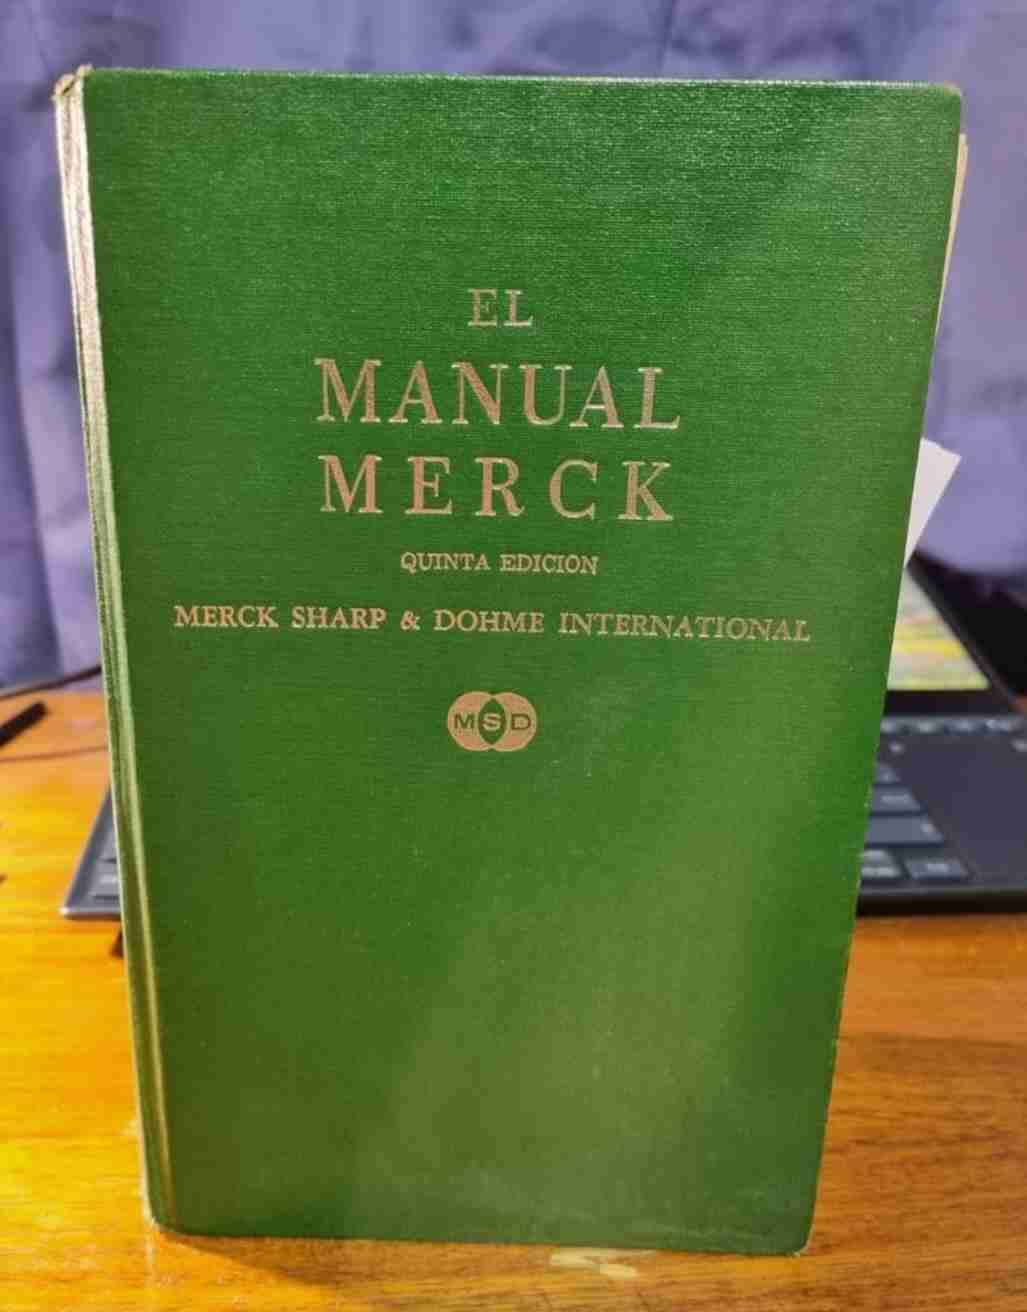 EL
MANUAL
MERCK
QUINTA EDICION
MERCK SHARP & DOHME INTERNATIONAL
MSD